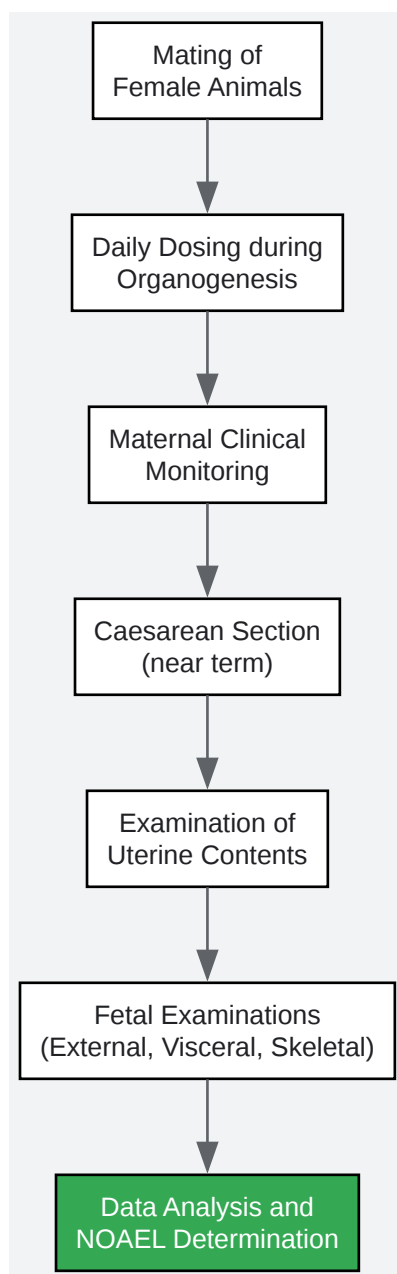 Mating of
Female Animals
Daily Dosing during
Organogenesis
Maternal Clinical
Monitoring
Caesarean Section
(near term)
Examination of
Uterine Contents
Fetal Examinations
(External, Visceral, Skeletal)
Data Analysis and
NOAEL Determination